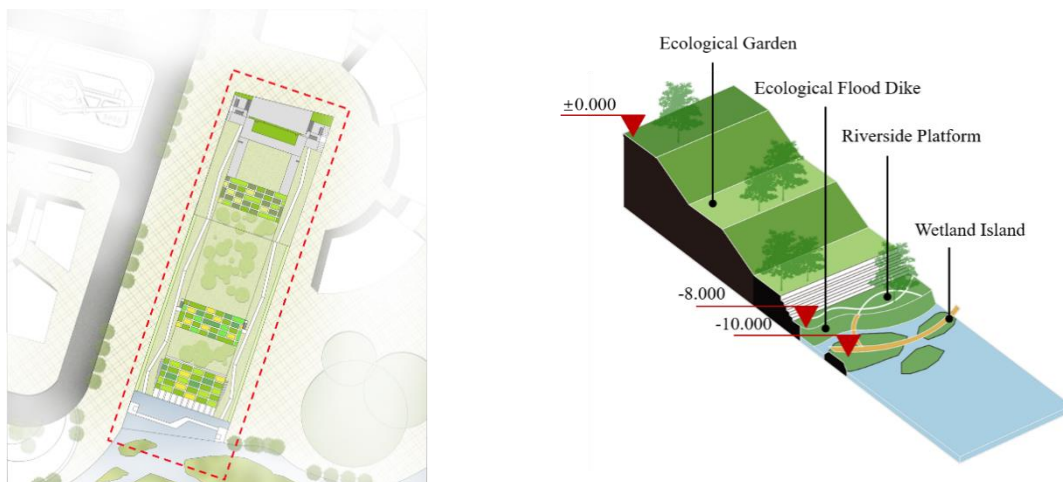 Ecological Garden
Ecological Flood Dike
±0.000
Riverside Platform
Wetland Island
-8.000
-10.000